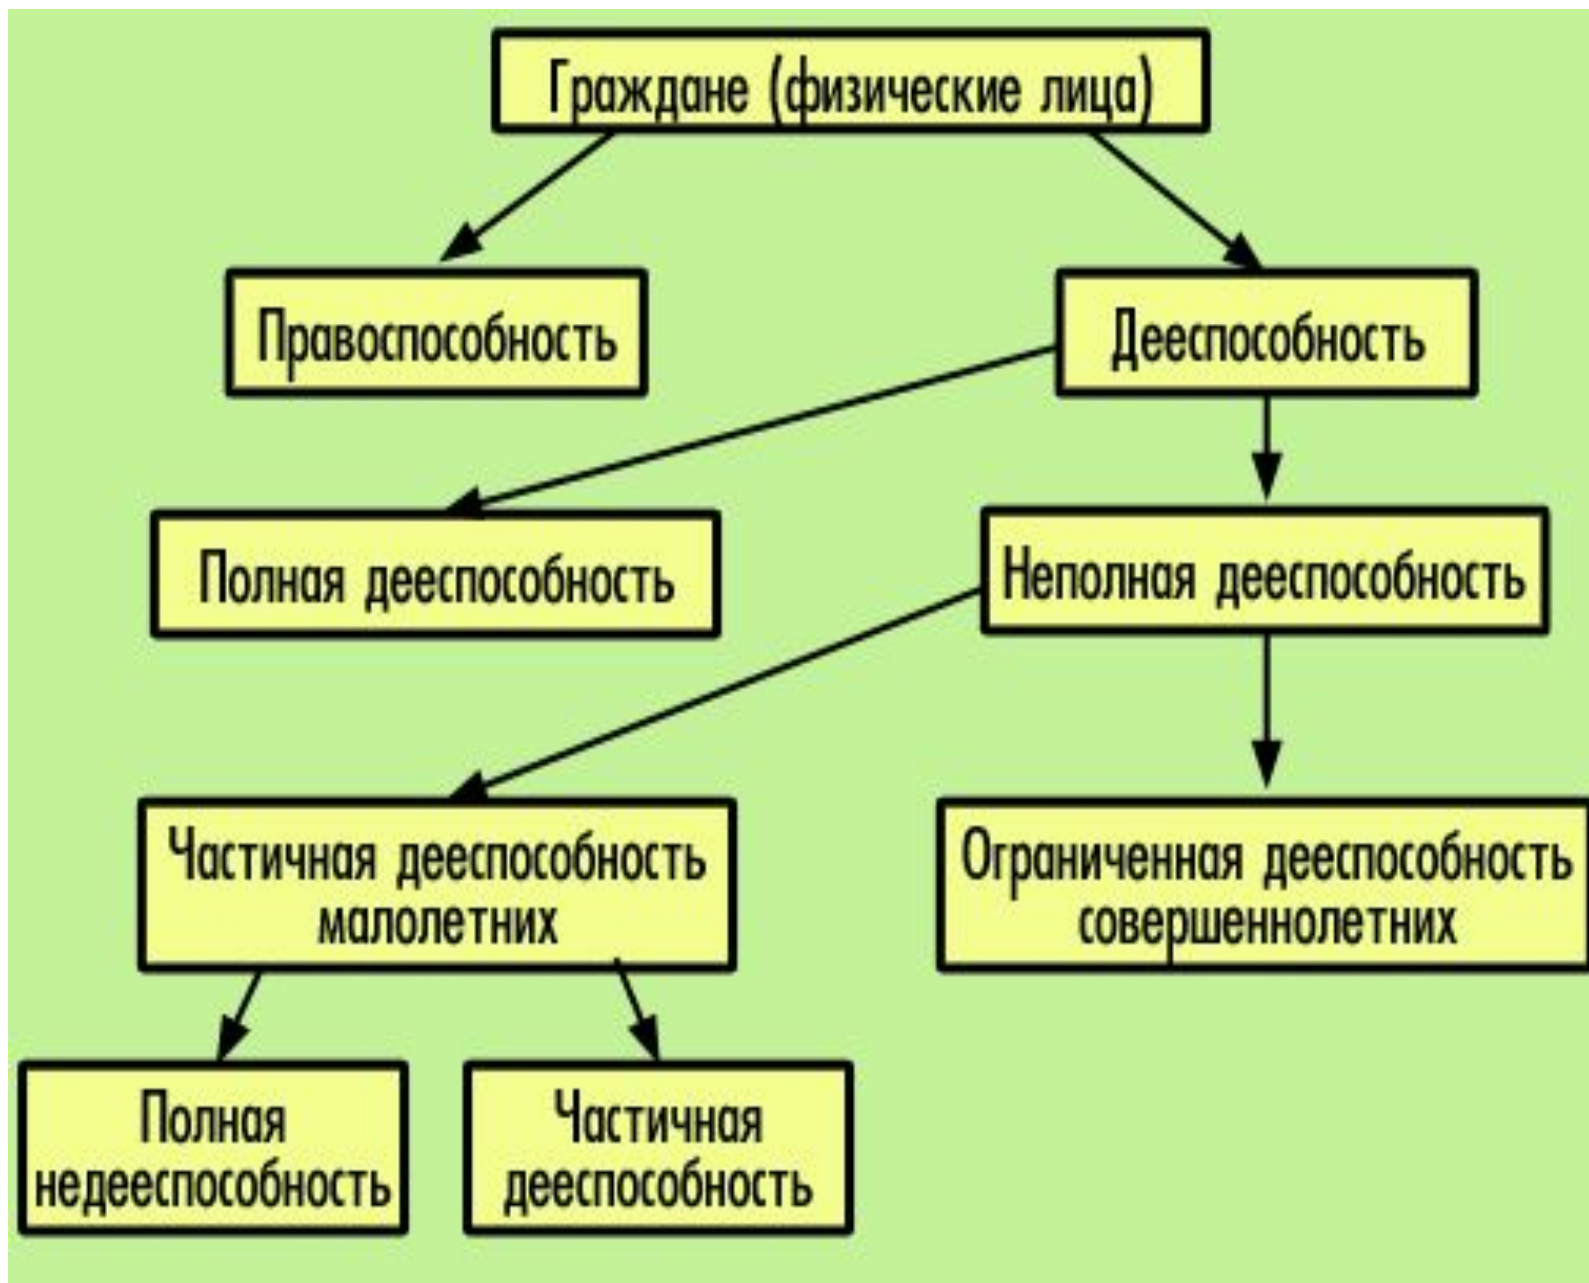 Граждане (физические лица)
Правоспособность
Дееспособность
Полная дееспособность
Неполная дееспособность
Частичная дееспособность
малолетних
Ограниченная дееспособность
совершеннолетних
Полная
недееспособность
Частичная
дееспособность